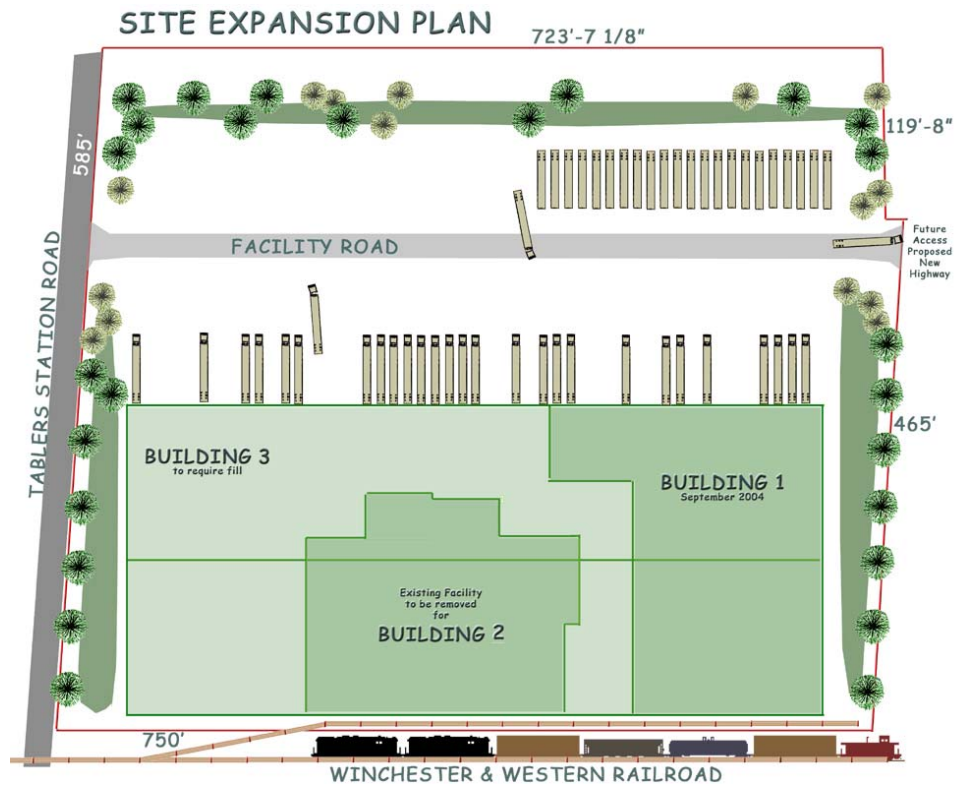 SITE EXPANSION PLAN
723'-7 1/8"
119'-8"
585'
FACILITY ROAD
Future
Access
Proposed
New
Highway
TABLERS STATION ROAD
465'
BUILDING 3
to require fill
BUILDING 1
September 2004
Existing Facility
to be removed
for
BUILDING 2
750'
WINCHESTER & WESTERN RAILROAD